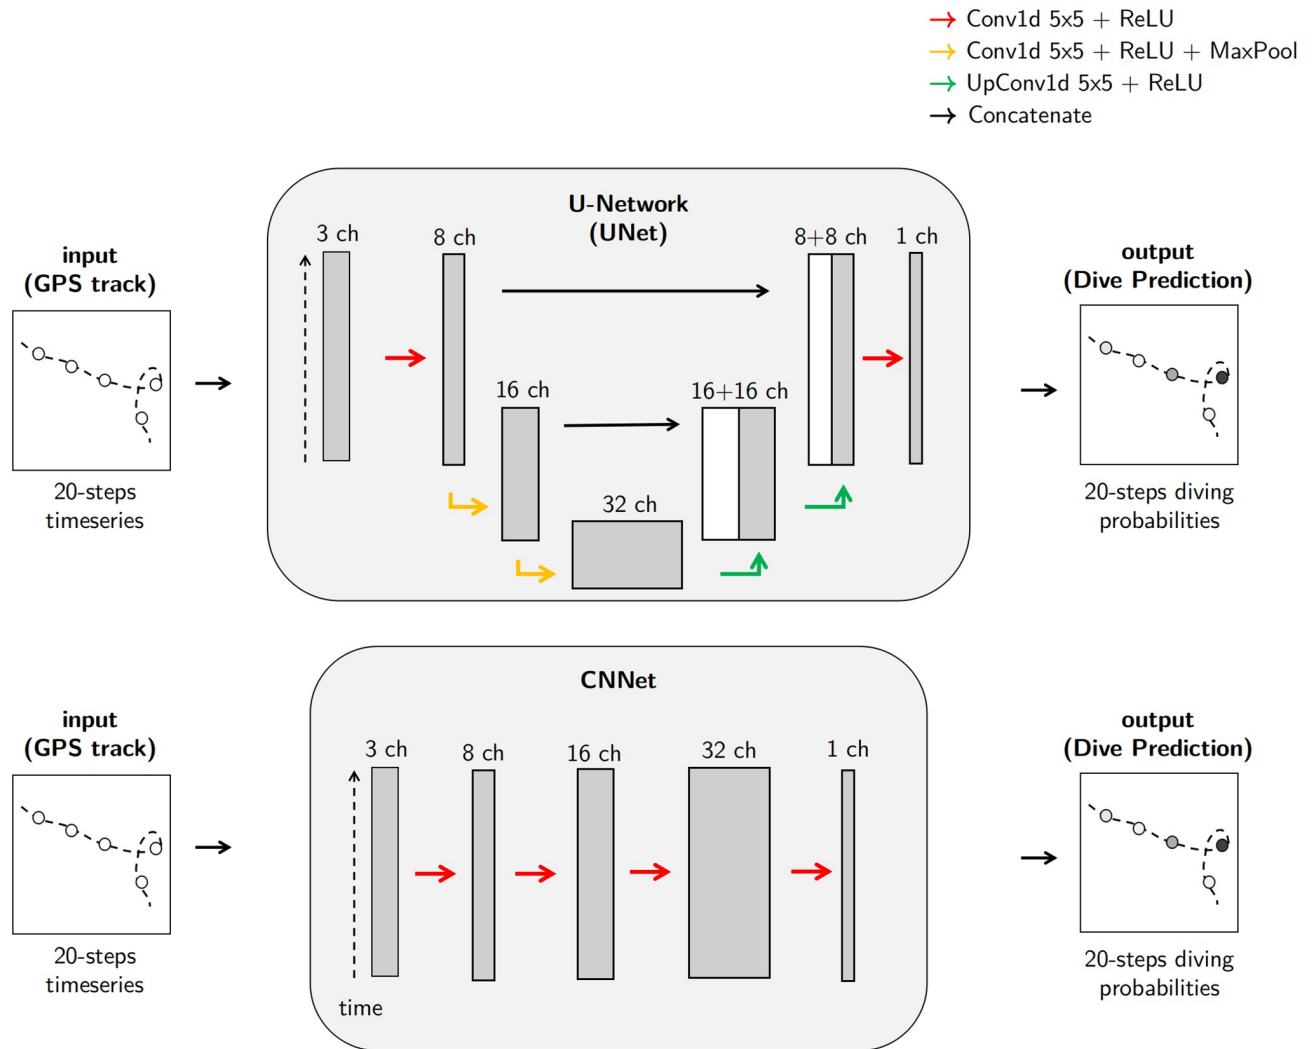 Conv1d 5x5 + ReLU
Conv1d 5x5 + ReLU + MaxPool
UpConv1d 5x5 + ReLU
Concatenate
U-Network
(UNet)
input
(GPS track)
20-steps
timeseries
3 ch
8 ch
16 ch
32 ch
16+16 ch
8+8 ch
1 ch
output
(Dive Prediction)
20-steps diving
probabilities
CNNet
input
(GPS track)
20-steps
timeseries
3 ch
8 ch
16 ch
32 ch
1 ch
time
output
(Dive Prediction)
20-steps diving
probabilities